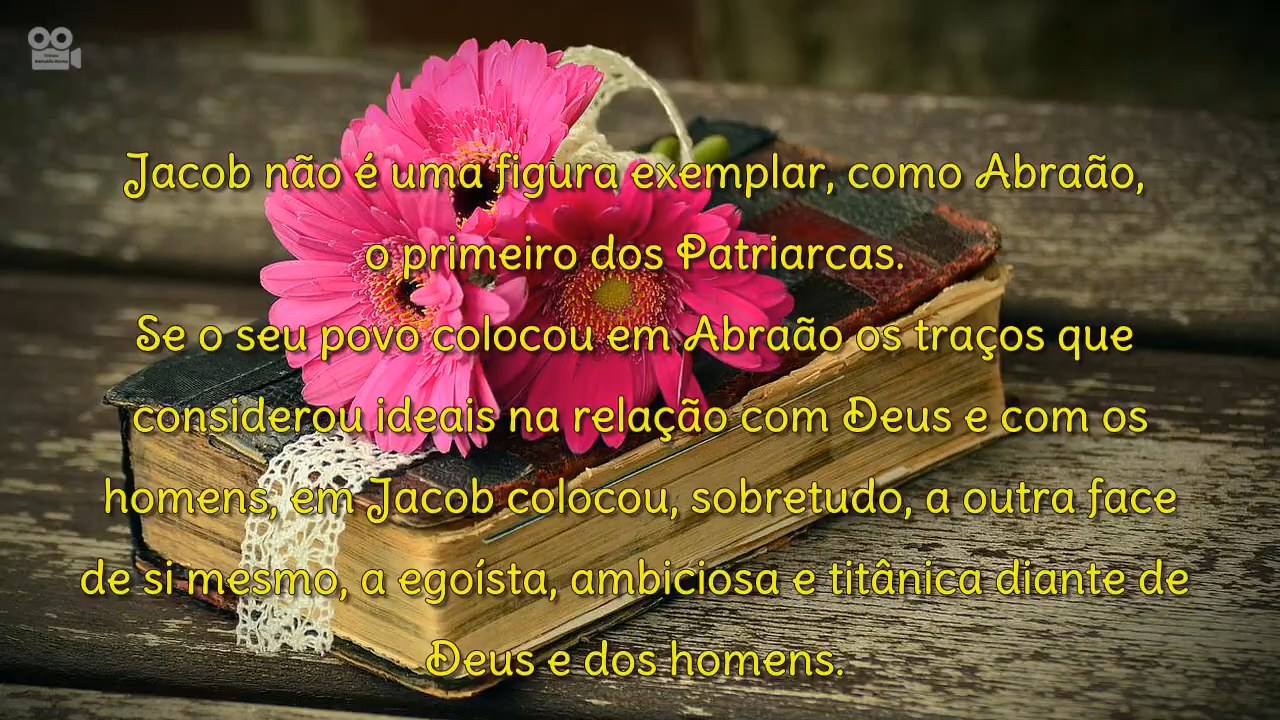 Jacob não é uma figura exemplar, como Abraão,
o primeiro dos Patriarcas.
Se o seu povo colocou em Abraão os traços que
considerou ideais na relação com Deus e com os
homens, em Jacob colocou, sobretudo, a outra face
de si mesmo, a egoísta, ambiciosa e titânica diante de
Deus e dos homens.